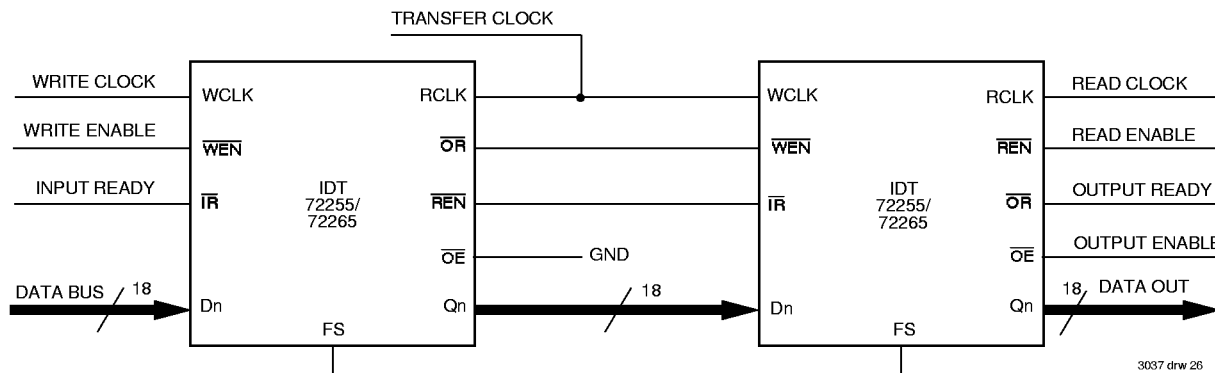 TRANSFER CLOCK
WRITE CLOCK
WCLK
RCLK
WCLK
RCLK
READ CLOCK
WRITE ENABLE
WEN
OR
WEN
REN
READ ENABLE
INPUT READY
IR
IDT
72255/
72265
REN
IR
IDT
72255/
72265
OR
OUTPUT READY
OE
GND
OE
OUTPUT ENABLE
DATA BUS
18
Dn
Qn
18
Dn
Qn
18
DATA OUT
FS
FS
3037 drw 26